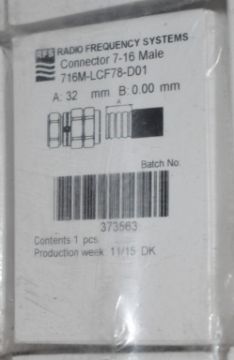 RFS RADIO FREQUENCY SYSTEMS
Connector 7-16 Male
716M-LCF78-D01
A: 32 mm B: 0.00 mm
A
Batch No.
373563
Contents 1 pcs.
Production week 11/15 DK